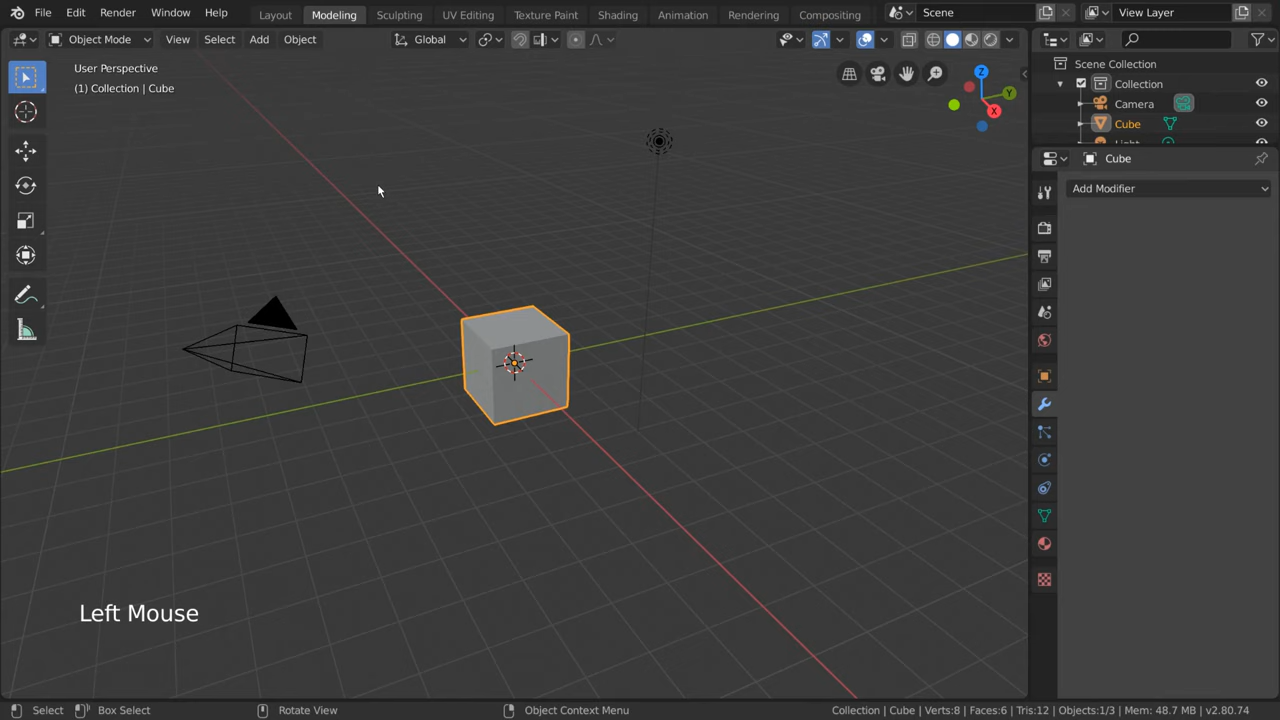 File Edit Render Window Help Layout Modeling Sculpting UV Editing Texture Paint Shading Animation Rendering Compositing Scene View Layer
Object Mode View Select Add Object Global
User Perspective
(1) Collection | Cube
Z
Y
X
Scene Collection
Collection
Camera
Cube
Cube
Add Modifier
Left Mouse
Select Box Select Rotate View Object Context Menu Collection | Cube | Verts:8 | Faces:6 | Tris:12 | Objects:1/3 | Mem: 48.7 MB | v2.80.74